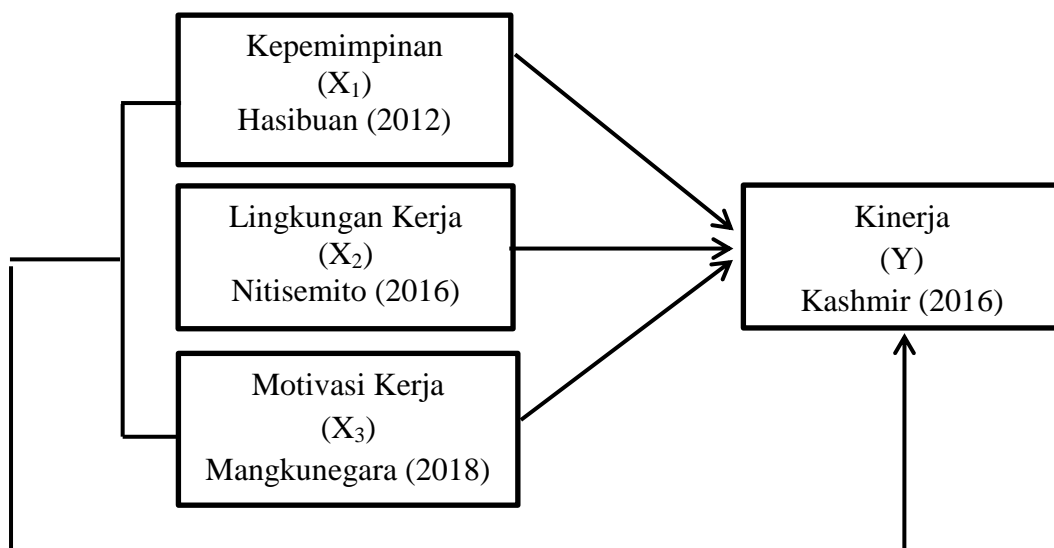 Kepemimpinan
(X₁)
Hasibuan (2012)
Lingkungan Kerja
(X₂)
Nitisemito (2016)
Motivasi Kerja
(X₃)
Mangkunegara (2018)
Kinerja
(Y)
Kashmir (2016)